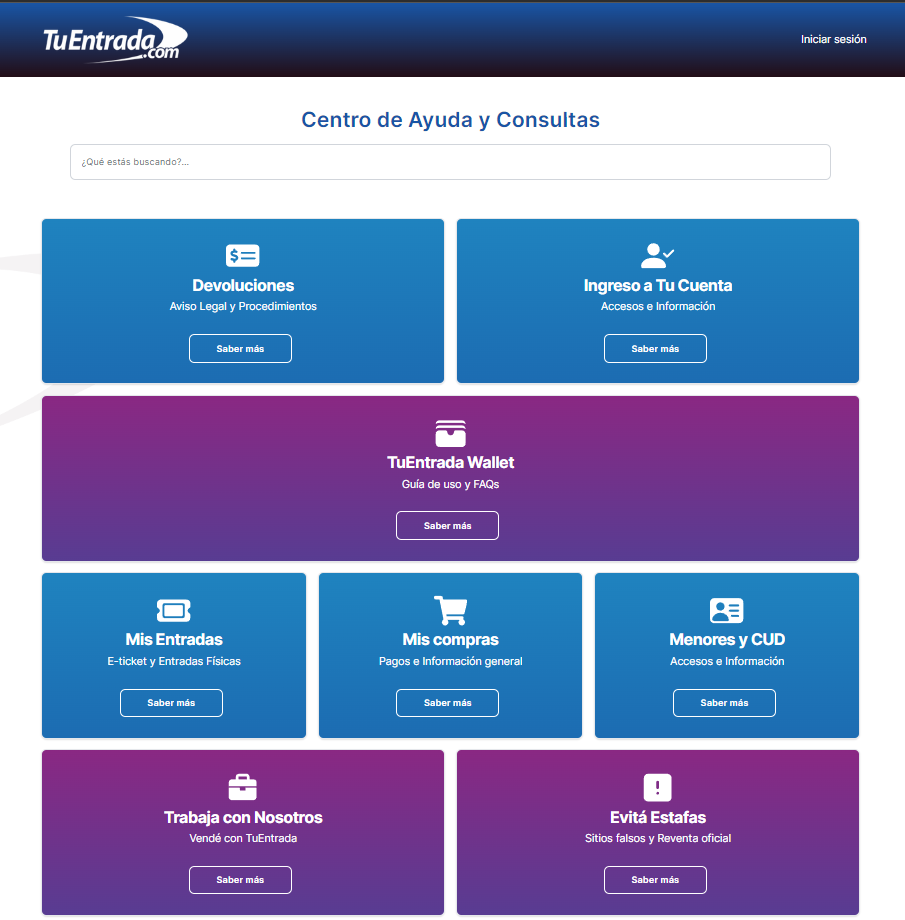 TuEntrada
.com
Iniciar sesión
Centro de Ayuda y Consultas
¿Qué estás buscando?...
Devoluciones
Aviso Legal y Procedimientos
Saber más
Ingreso a Tu Cuenta
Accesos e Información
Saber más
TuEntrada Wallet
Guía de uso y FAQs
Saber más
Mis Entradas
E-ticket y Entradas Físicas
Saber más
Mis compras
Pagos e Información general
Saber más
Menores y CUD
Accesos e Información
Saber más
Trabaja con Nosotros
Vendé con TuEntrada
Saber más
Evitá Estafas
Sitios falsos y Reventa oficial
Saber más